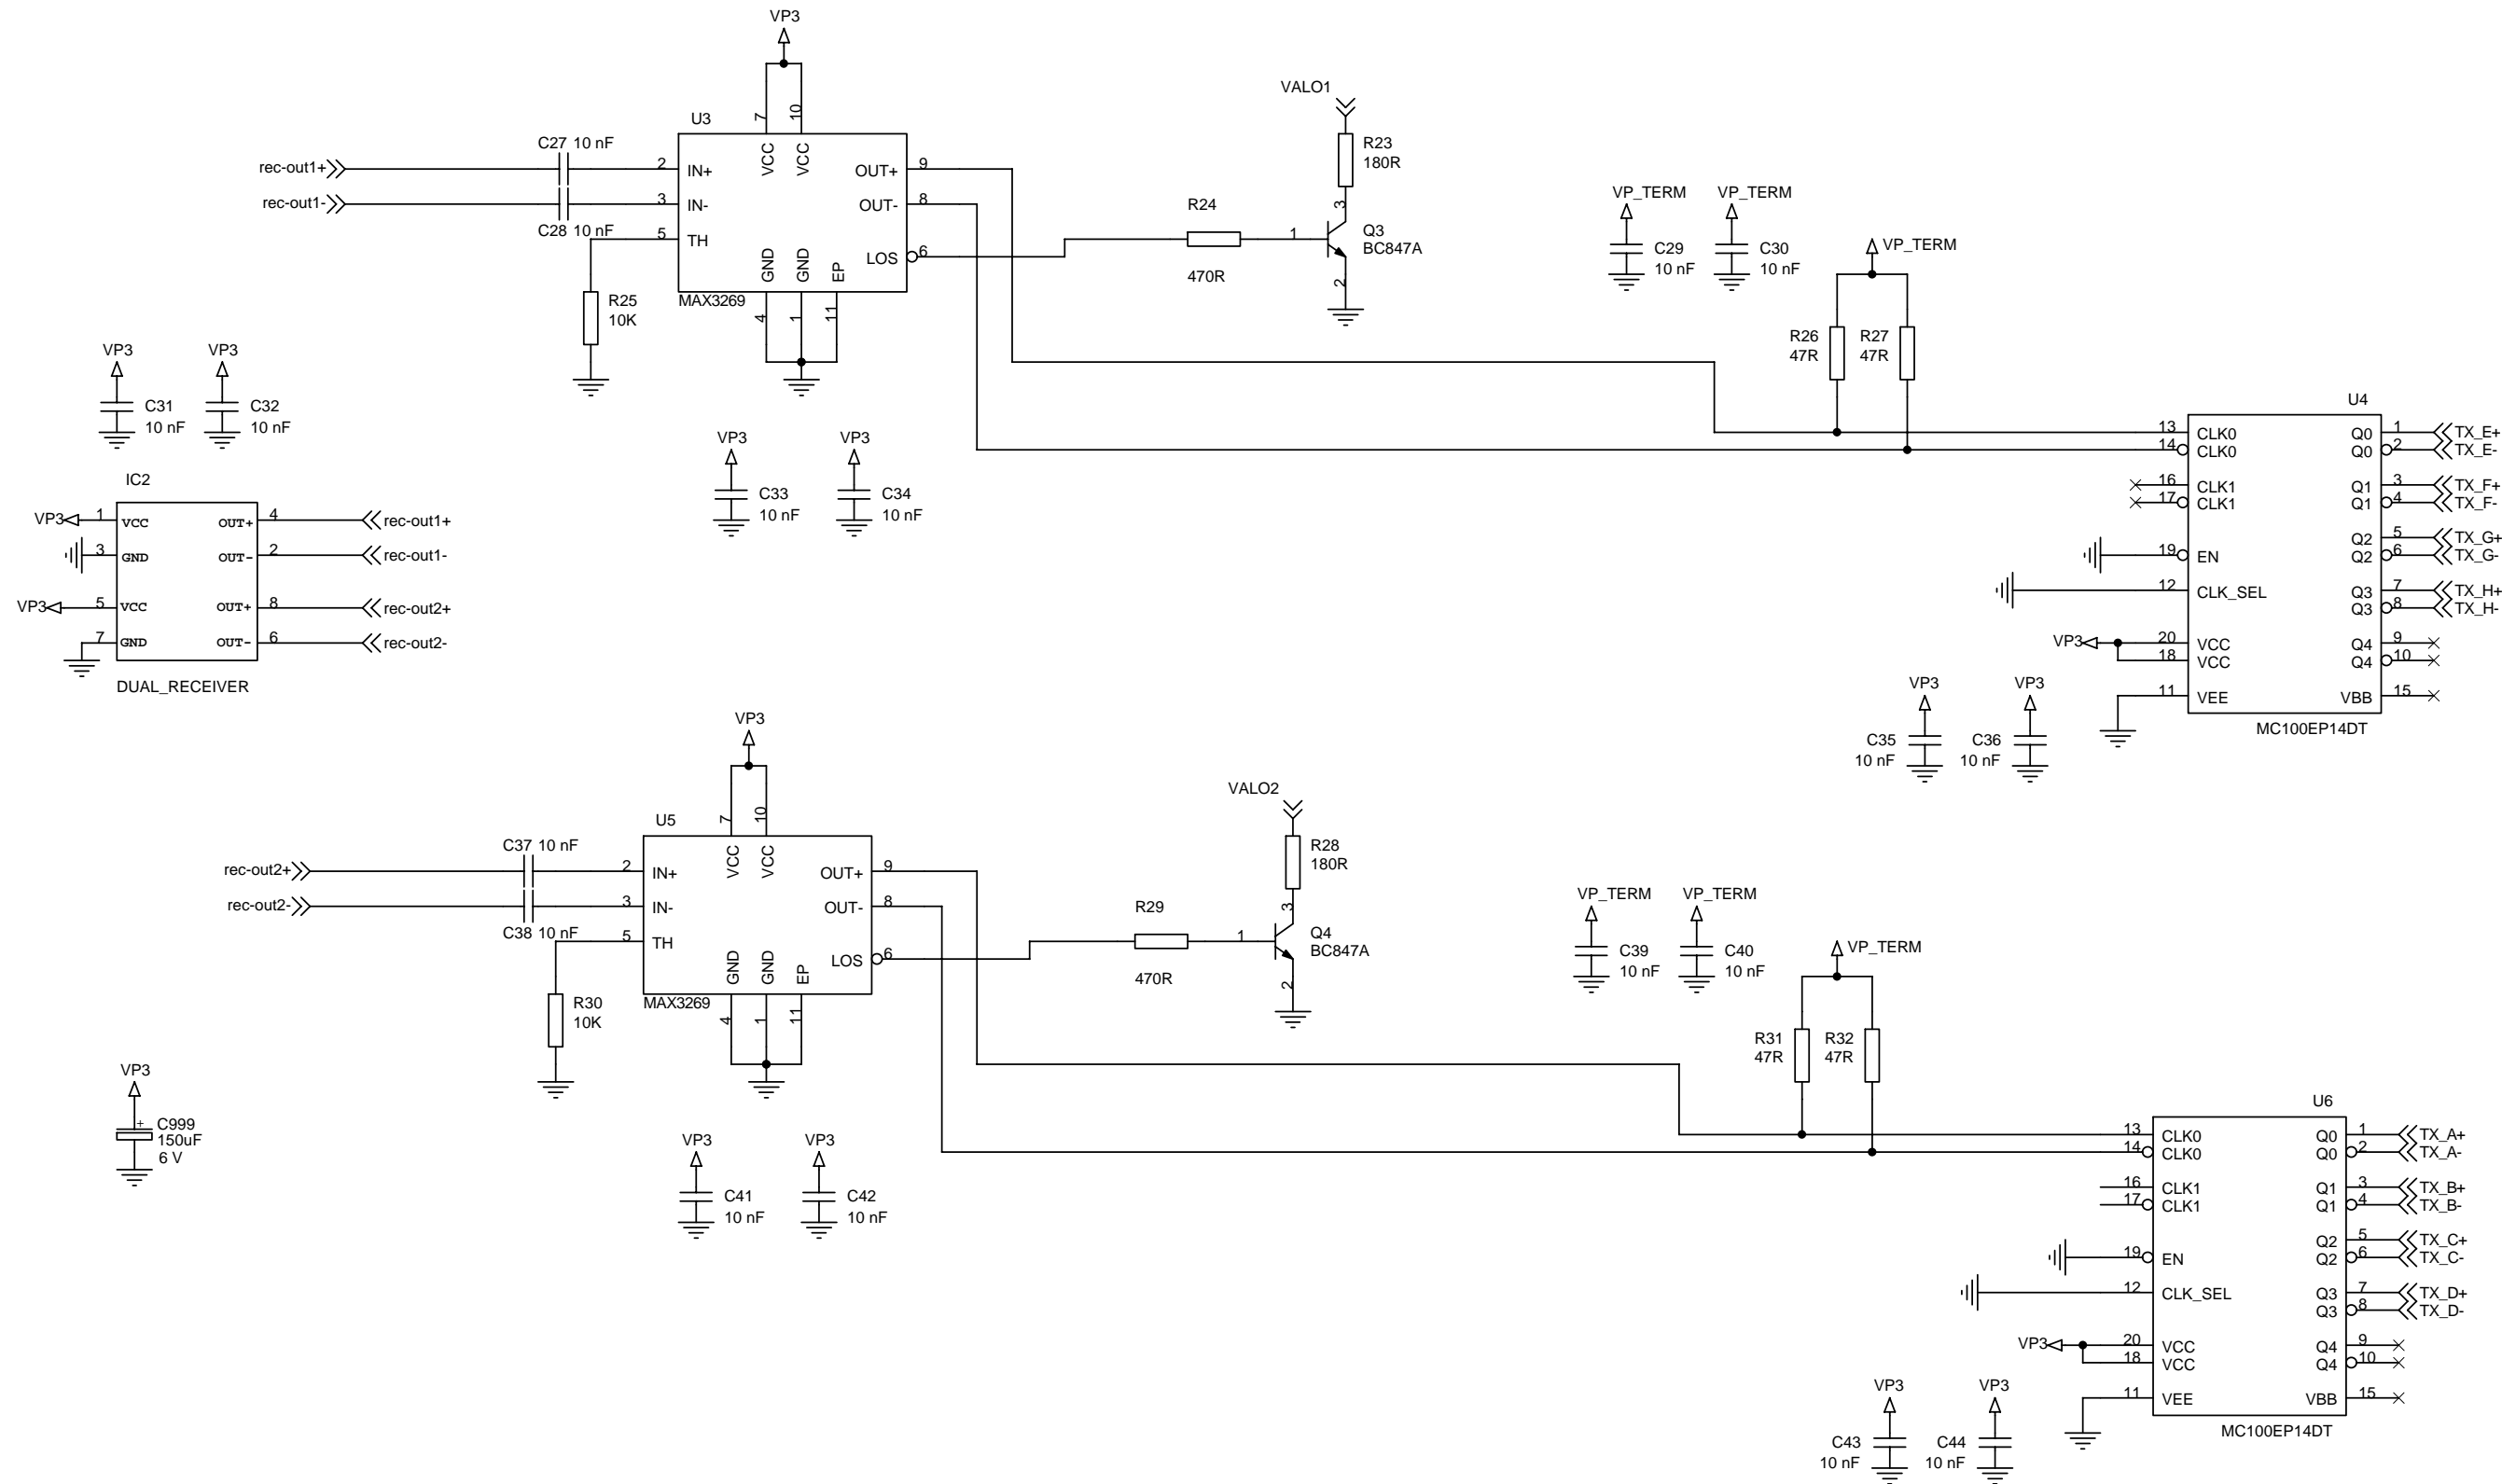 VP3
U3
7
10
VCC
VCC
C27 10 nF
rec-out1+
2
IN+
OUT+
9
rec-out1-
3
IN-
OUT-
8
C28 10 nF
5
TH
LOS
6
GND
GND
EP
MAX3269
4
1
11
R25
10K
VALO1
R23
180R
R24
470R
1
3
2
Q3
BC847A
VP_TERM
C29
10 nF
VP_TERM
C30
10 nF
VP_TERM
R26
47R
R27
47R
VP3
C31
10 nF
VP3
C32
10 nF
VP3
C33
10 nF
VP3
C34
10 nF
IC2
VP3
1
VCC
OUT+
4
rec-out1+
3
GND
OUT-
2
rec-out1-
VP3
5
VCC
OUT+
8
rec-out2+
7
GND
OUT-
6
rec-out2-
DUAL_RECEIVER
U4
13
CLK0
Q0
1
TX_E+
14
CLK0
Q0
2
TX_E-
16
CLK1
Q1
3
TX_F+
17
CLK1
Q1
4
TX_F-
Q2
5
TX_G+
19
EN
Q2
6
TX_G-
12
CLK_SEL
Q3
7
TX_H+
Q3
8
TX_H-
VP3
20
VCC
Q4
9
18
VCC
Q4
10
11
VEE
VBB
15
MC100EP14DT
VP3
C35
10 nF
VP3
C36
10 nF
VP3
U5
7
10
VCC
VCC
C37 10 nF
rec-out2+
2
IN+
OUT+
9
rec-out2-
3
IN-
OUT-
8
C38 10 nF
5
TH
LOS
6
GND
GND
EP
MAX3269
4
1
11
R30
10K
VALO2
R28
180R
R29
470R
1
3
2
Q4
BC847A
VP_TERM
C39
10 nF
VP_TERM
C40
10 nF
VP_TERM
R31
47R
R32
47R
VP3
+
C999
150uF
6 V
VP3
C41
10 nF
VP3
C42
10 nF
U6
13
CLK0
Q0
1
TX_A+
14
CLK0
Q0
2
TX_A-
16
CLK1
Q1
3
TX_B+
17
CLK1
Q1
4
TX_B-
Q2
5
TX_C+
19
EN
Q2
6
TX_C-
12
CLK_SEL
Q3
7
TX_D+
Q3
8
TX_D-
VP3
20
VCC
Q4
9
18
VCC
Q4
10
11
VEE
VBB
15
MC100EP14DT
VP3
C43
10 nF
VP3
C44
10 nF